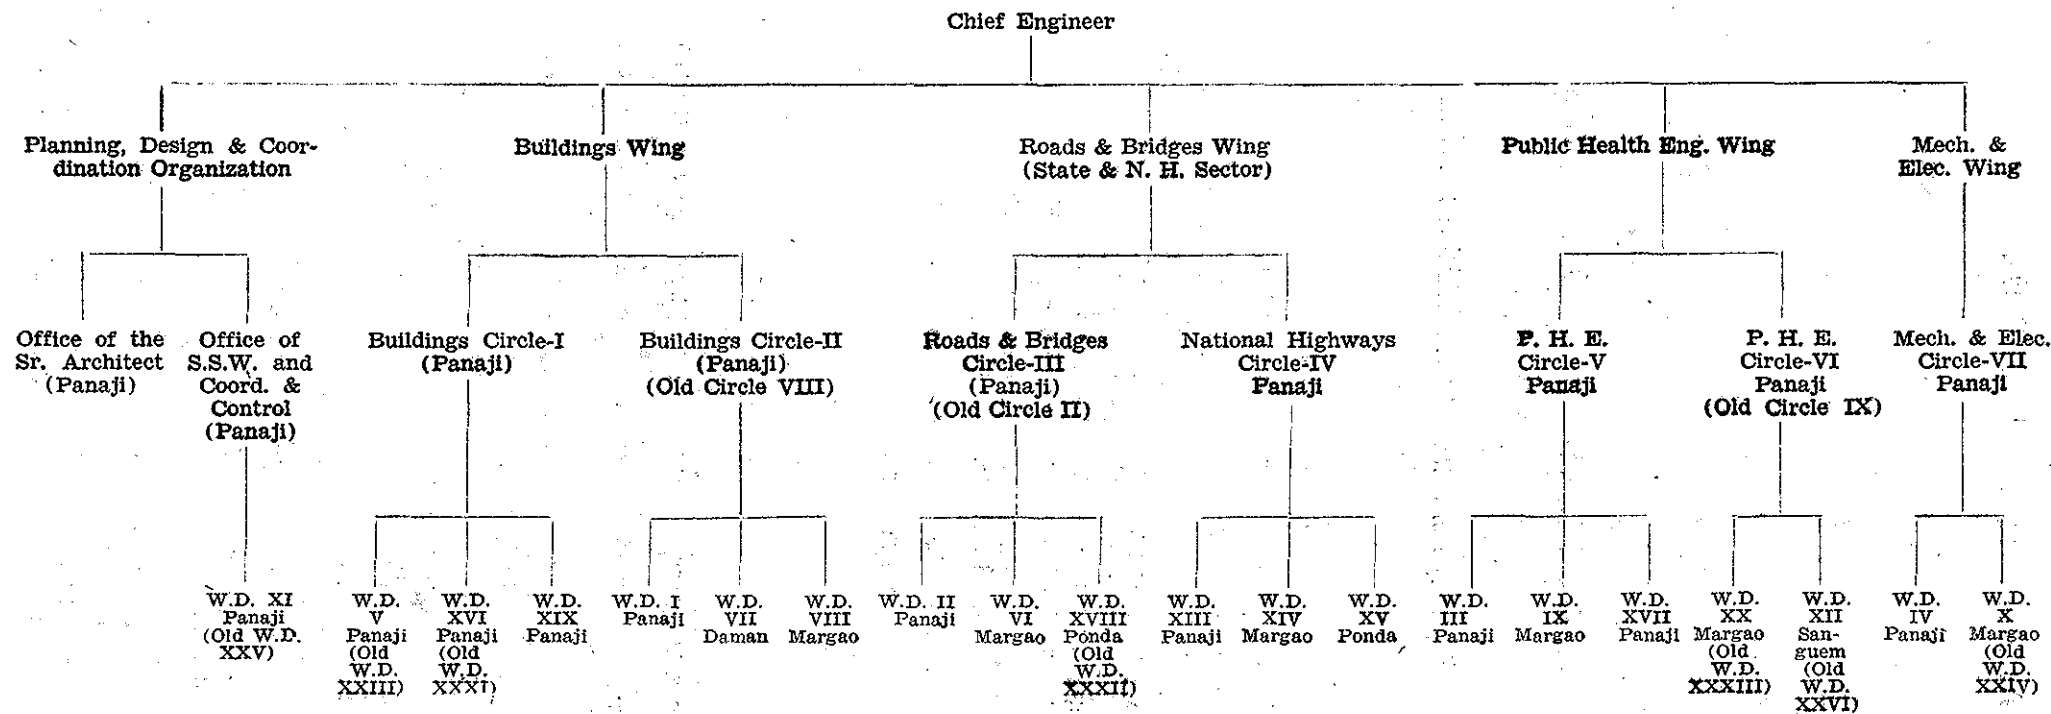 Chief Engineer
Planning, Design & Coor-
dination Organization
Buildings Wing
Roads & Bridges Wing
(State & N. H. Sector)
Public Health Eng. Wing
Mech. &
Elec. Wing
Office of the
Sr. Architect
(Panaji)
Office of
S.S.W. and
Coord. &
Control
(Panaji)
Buildings Circle-I
(Panaji)
Buildings Circle-II
(Panaji)
(Old Circle VIII)
Roads & Bridges
Circle-III
(Panaji)
(Old Circle II)
National Highways
Circle-IV
Panaji
P. H. E.
Circle-V
Panaji
P. H. E.
Circle-VI
Panaji
(Old Circle IX)
Mech. & Elec.
Circle-VII
Panaji
W.D. XI
Panaji
(Old W.D.
XXV)
W.D.
V
Panaji
(Old
W.D.
XXIII)
W.D.
XVI
Panaji
(Old
W.D.
XXXI)
W.D.
XIX
Panaji
W.D. I
Panaji
W.D.
VII
Daman
W.D.
VIII
Margao
W.D. II
Panaji
W.D.
VI
Margao
W.D.
XVIII
Ponda
(Old
W.D.
XXXII)
W.D.
XIII
Panaji
W.D.
XIV
Margao
W.D.
XV
Ponda
W.D.
III
Panaji
W.D.
IX
Margao
W.D.
XVII
Panaji
W.D.
XX
Margao
(Old
W.D.
XXXIII)
W.D.
XII
San-
guem
(Old
W.D.
XXVI)
W.D.
IV
Panaji
W.D.
X
Margao
(Old
W.D.
XXIV)